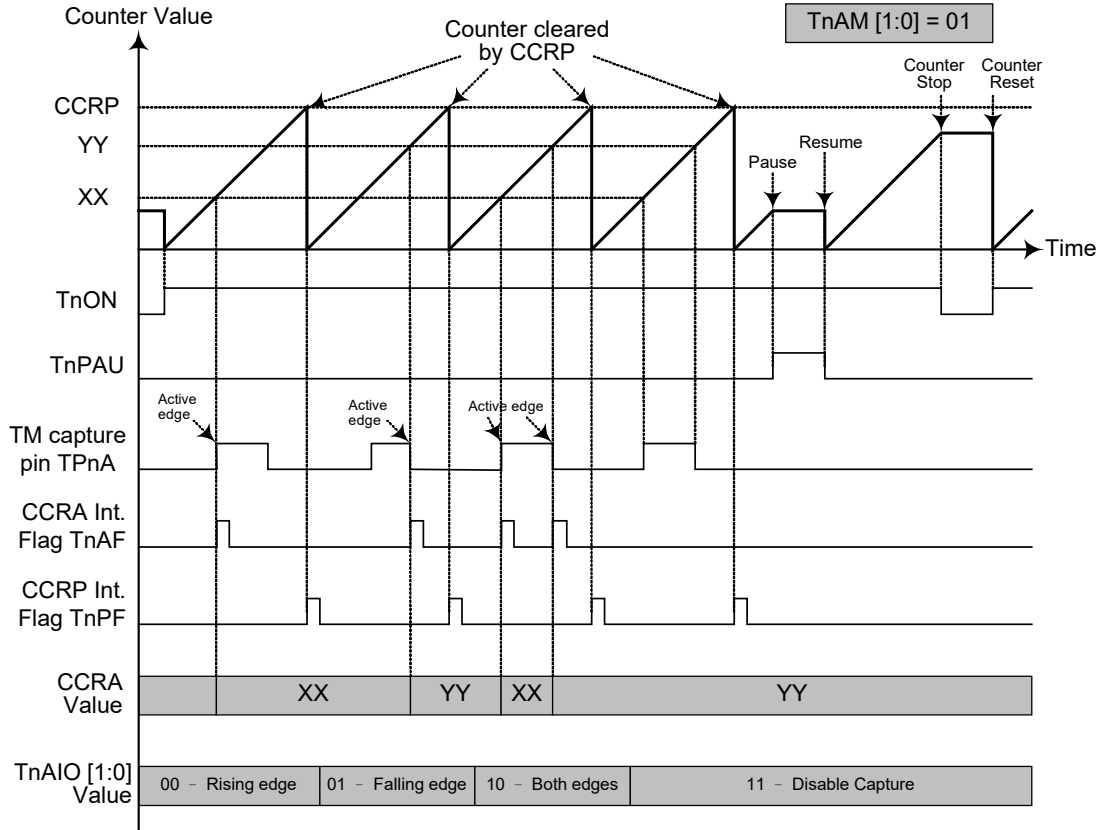 Counter Value
TnAM [1:0] = 01
Counter cleared
by CCRP
Counter
Stop
Counter
Reset
CCRP
YY
XX
Pause
Resume
Time
TnON
TnPAU
Active
edge
Active
edge
Active edge
TM capture
pin TPnA
CCRA Int.
Flag TnAF
CCRP Int.
Flag TnPF
CCRA
Value
XX
YY
XX
YY
TnAIO [1:0]
Value
00 - Rising edge
01 - Falling edge
10 - Both edges
11 - Disable Capture